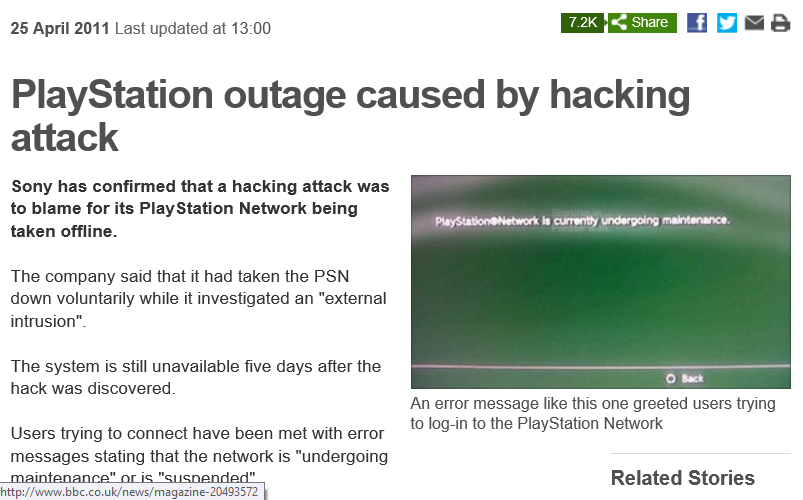 25 April 2011 Last updated at 13:00
7.2K Share
PlayStation outage caused by hacking
attack
Sony has confirmed that a hacking attack was
to blame for its PlayStation Network being
taken offline.
The company said that it had taken the PSN
down voluntarily while it investigated an "external
intrusion".
The system is still unavailable five days after the
hack was discovered.
Users trying to connect have been met with error
messages stating that the network is "undergoing
maintenance" or is "suspended"
http://www.bbc.co.uk/news/magazine-20493572
PlayStation®Network is currently undergoing maintenance.
Back
An error message like this one greeted users trying
to log-in to the PlayStation Network
Related Stories